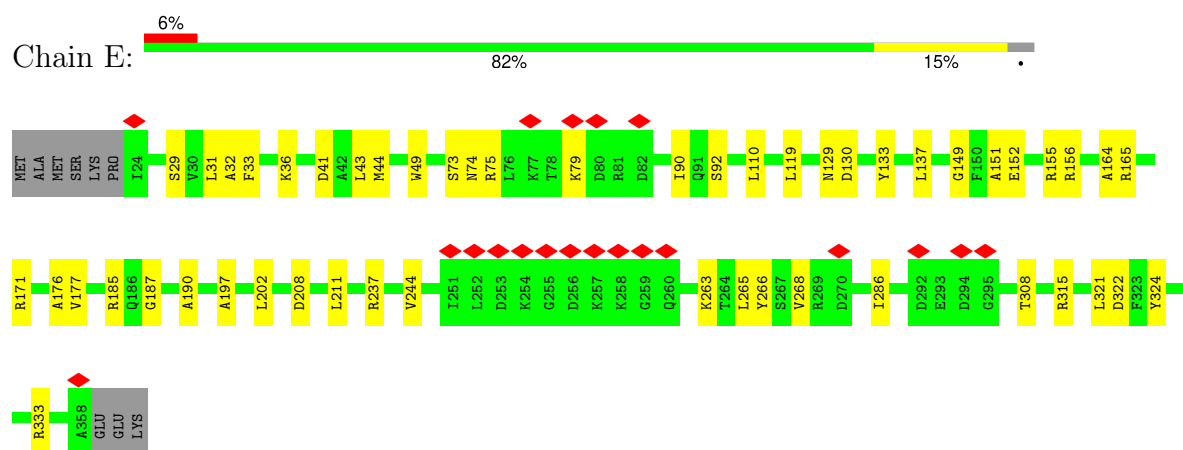 6%
Chain E:
82% 15% •
MET ALA MET SER LYS PRO I24 S29 V30 L31 A32 F33 K36 D41 A42 L43 M44 W49 S73 N74 R75 L76 K77 T78 K79 D80 R81 D82 I90 Q91 S92 L110 L119 N129 D130 Y133 L137 G149 F150 A151 E152 R155 R156 A164 R165
R171 A176 V177 R185 Q186 G187 A190 A197 L202 D208 L211 R237 V244 I251 L252 D253 K254 G255 D256 K257 K258 G259 Q260 K263 T264 L265 Y266 S267 V268 R269 D270 I286 D292 E293 D294 G295 T308 R315 L321 D322 F323 Y324
R333 A358 GLU GLU LYS